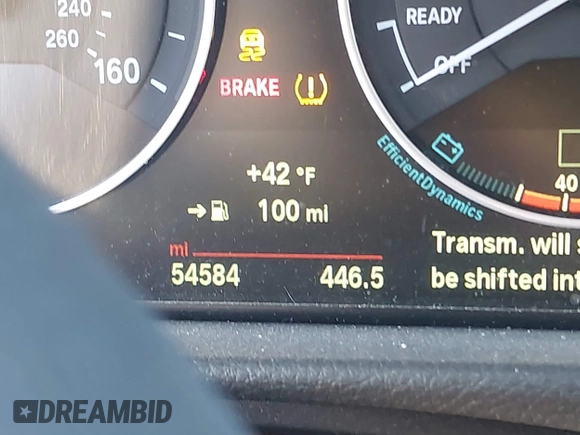 240
260
160
READY
OFF
BRAKE
EfficientDynamics
+42 °F
40
→ 100 mi
mi
54584 446.5
Transm. will
be shifted int
DREAMBID